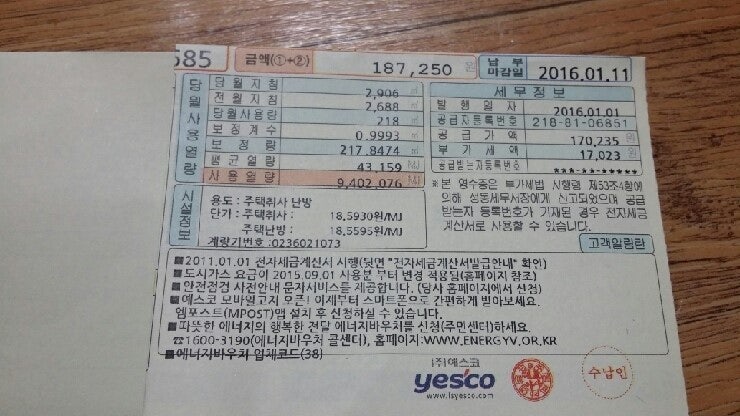 685 금액(①+②) 187,250 원 납부마감일 2016.01.11
당월사용열량
당월지침 2,906 ㎥
전월지침 2,688 ㎥
당월사용량 218 ㎥
보정계수 0.9993
보정량 217.8474 ㎥
평균열량 43.159 MJ
사용열량 9,402.076 MJ
세무정보
발행일자 2016.01.01
공급자등록번호 218-81-06851
공급가액 170,235 원
부가세액 17,023 원
공급받는자등록번호 ***-**-*****
※본 영수증은 부가세법 시행령 제53조4항에
의해 성동세무서장에게 신고되었으며 공급
받는자 등록번호가 기재된 경우 전자세금
계산서로 사용할 수 있습니다.
시설정보
용도 : 주택취사 난방
단가 : 주택취사 : 18.5930원/MJ
주택난방 : 18.5595원/MJ
계량기번호 :0236021073
고객알림란
■2011.01.01 전자세금계산서 시행(뒷면 "전자세금계산서발급안내" 확인)
■도시가스 요금이 2015.09.01 사용분 부터 변경 적용됨(홈페이지 참조)
■안전점검 사전안내 문자서비스를 제공합니다. (당사 홈페이지에서 신청)
■예스코 모바일고지 오픈! 이제부터 스마트폰으로 간편하게 받아보세요.
엠포스트(MPOST)앱 설치 후 신청하실 수 있습니다.
■따뜻한 에너지의 행복한 전달 에너지바우처를 신청(주민센터)하세요.
☎1600-3190(에너지바우처 콜센터), 홈페이지:WWW.ENERGYV.OR.KR
■에너지바우처 업체코드(38)
(주)예스코
yesco
www.lsyesco.com
수납인